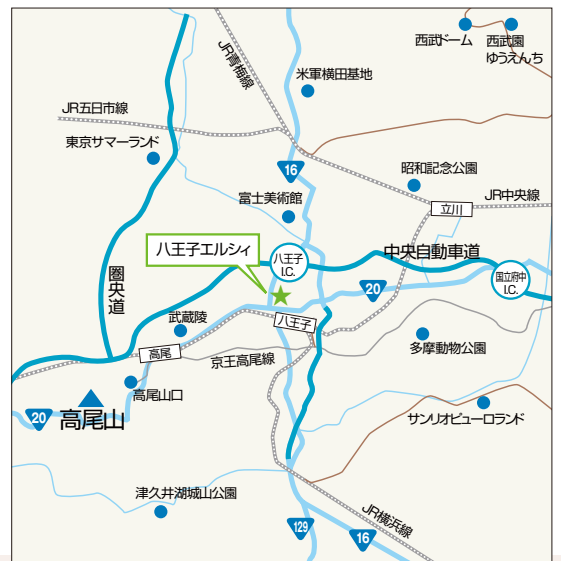 西武ドーム
西武園
ゆうえんち
JR青梅線
米軍横田基地
JR五日市線
東京サマーランド
16
昭和記念公園
富士美術館
JR中央線
立川
八王子エルシィ
八王子
I.C.
中央自動車道
国立府中
I.C.
圏央道
20
武蔵陵
八王子
高尾
京王高尾線
多摩動物公園
高尾山口
20
高尾山
サンリオピューロランド
津久井湖城山公園
JR横浜線
129
16